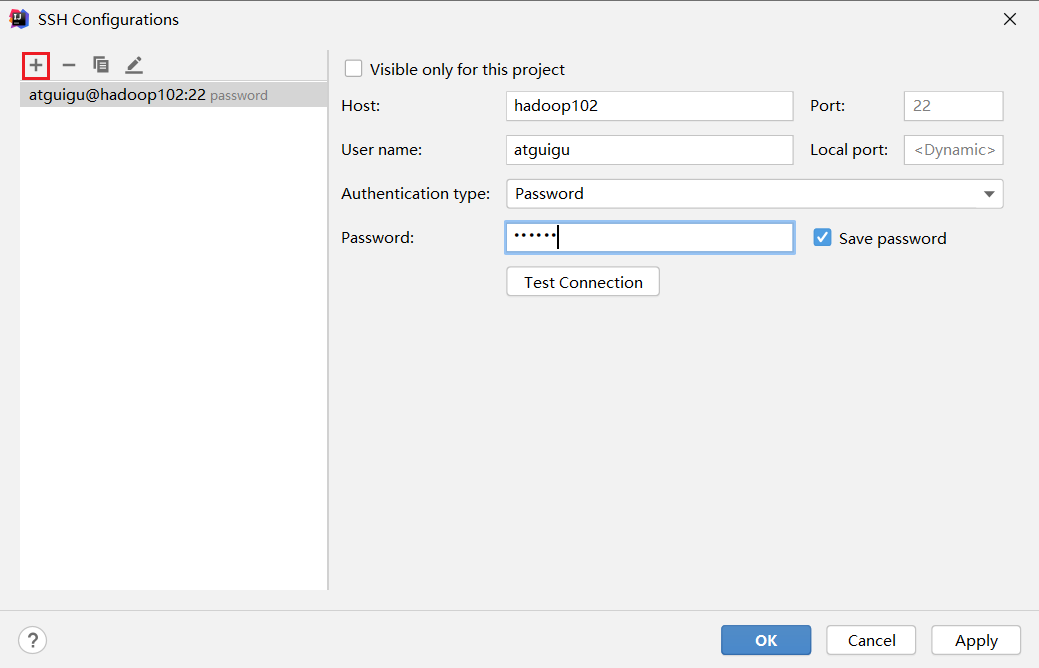 SSH Configurations
atguigu@hadoop102:22 password
Visible only for this project
Host: hadoop102 Port: 22
User name: atguigu Local port: <Dynamic>
Authentication type: Password
Password: •••••• Save password
Test Connection
? OK Cancel Apply